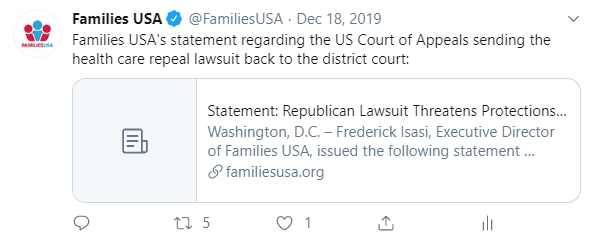 Families USA @FamiliesUSA · Dec 18, 2019
FAMILIESUSA
Families USA's statement regarding the US Court of Appeals sending the
health care repeal lawsuit back to the district court:
Statement: Republican Lawsuit Threatens Protections...
Washington, D.C. – Frederick Isasi, Executive Director
of Families USA, issued the following statement ...
familiesusa.org
5 1